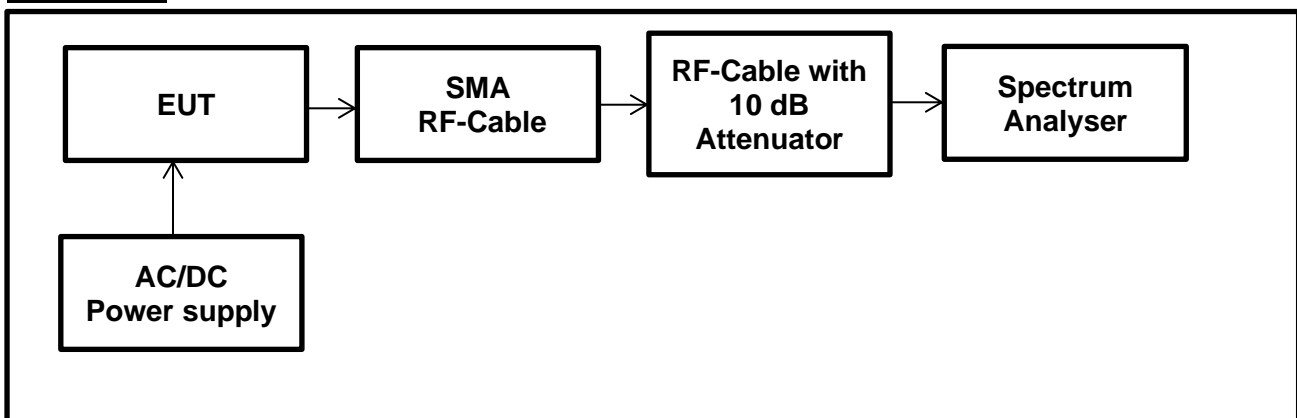 EUT
SMA
RF-Cable
RF-Cable with
10 dB
Attenuator
Spectrum
Analyser
AC/DC
Power supply